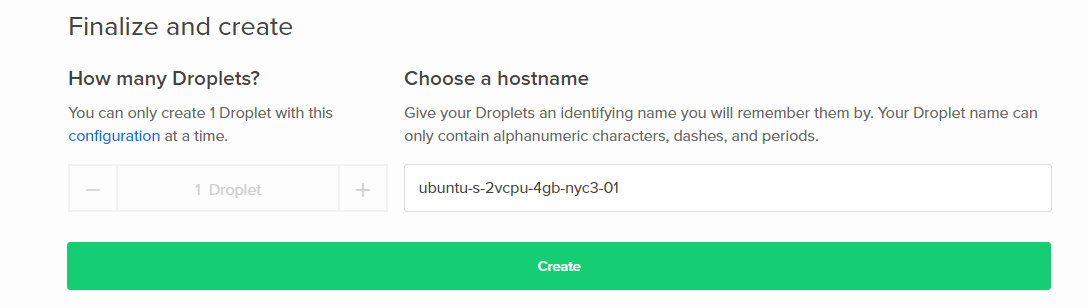 Finalize and create
How many Droplets?
You can only create 1 Droplet with this
configuration at a time.
1 Droplet
Choose a hostname
Give your Droplets an identifying name you will remember them by. Your Droplet name can
only contain alphanumeric characters, dashes, and periods.
ubuntu-s-2vcpu-4gb-nyc3-01
Create